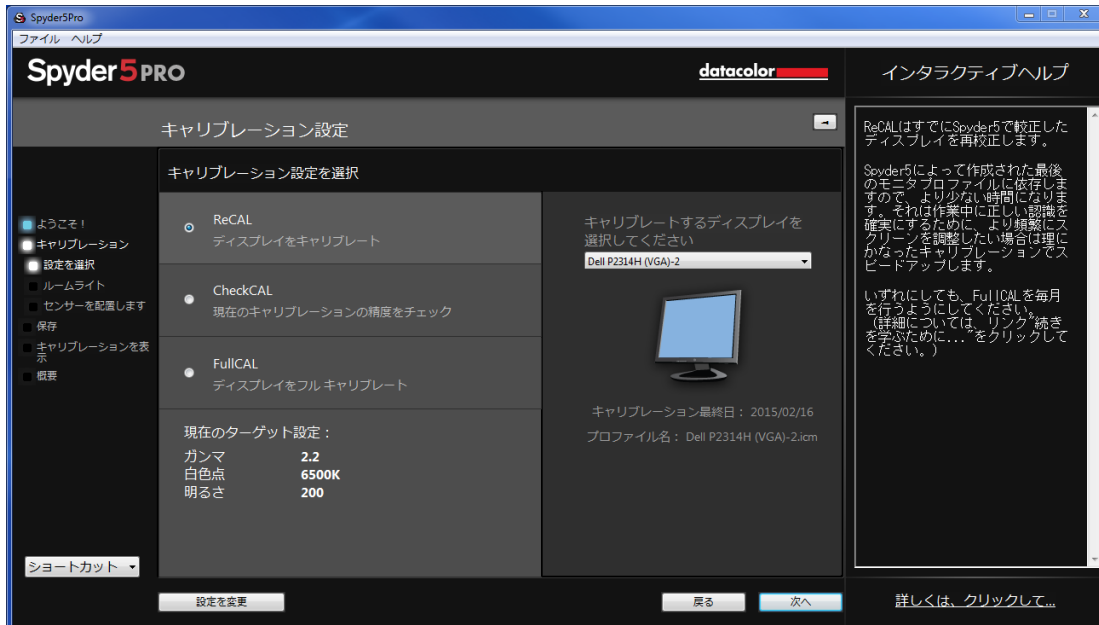 Spyder5Pro
ファイル ヘルプ
Spyder5PRO
datacolor
インタラクティブヘルプ
キャリブレーション設定
キャリブレーション設定を選択
ようこそ！
キャリブレーション
設定を選択
ルームライト
センサーを配置します
保存
キャリブレーションを表
示
概要
ショートカット
ReCAL
ディスプレイをキャリブレート
CheckCAL
現在のキャリブレーションの精度をチェック
FullCAL
ディスプレイをフル キャリブレート
現在のターゲット設定：
ガンマ 2.2
白色点 6500K
明るさ 200
キャリブレートするディスプレイを
選択してください
Dell P2314H (VGA)-2
キャリブレーション最終日： 2015/02/16
プロファイル名： Dell P2314H (VGA)-2.icm
ReCALはすでにSpyder5で較正した
ディスプレイを再校正します。
Spyder5によって作成された最後
のモニタプロファイルに依存しま
すので、より少ない時間になりま
す。それは作業中に正しい認識を
確実にするために、より頻繁にス
クリーンを調整したい場合は理に
かなったキャリブレーションでス
ピードアップします。
いずれにしても、FullCALを毎月
を行うようにしてください。
（詳細については、リンク"続き
を学ぶために..."をクリックして
ください。）
設定を変更
戻る
次へ
詳しくは、クリックして...